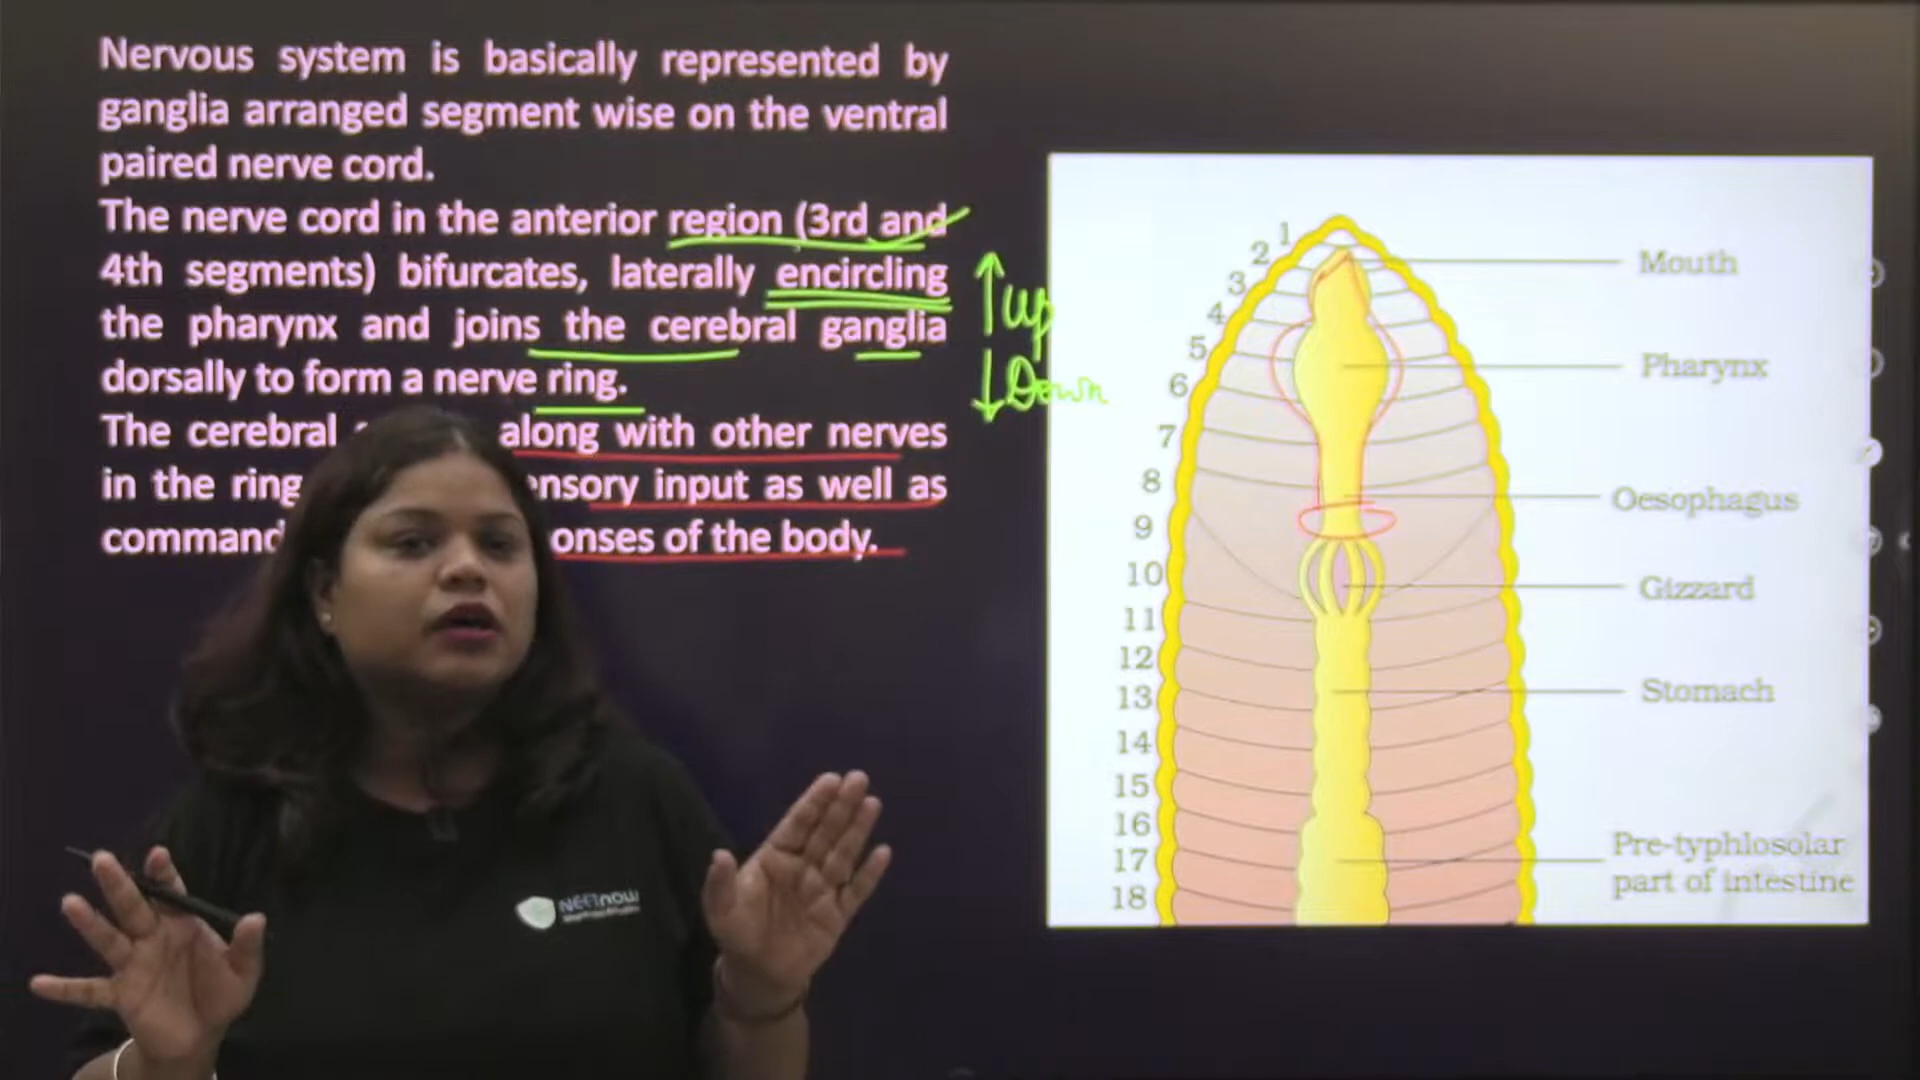 Nervous system is basically represented by
ganglia arranged segment wise on the ventral
paired nerve cord.
The nerve cord in the anterior region (3rd and
4th segments) bifurcates, laterally encircling
the pharynx and joins the cerebral ganglia
dorsally to form a nerve ring.
The cerebral along with other nerves
in the ring input as well as
of the body.
up
Down
1
2
3
4
5
6
7
8
9
10
11
12
13
14
15
16
17
18
Mouth
Pharynx
Oesophagus
Gizzard
Stomach
Pre-typhlosolar
part of intestine
NEETnow